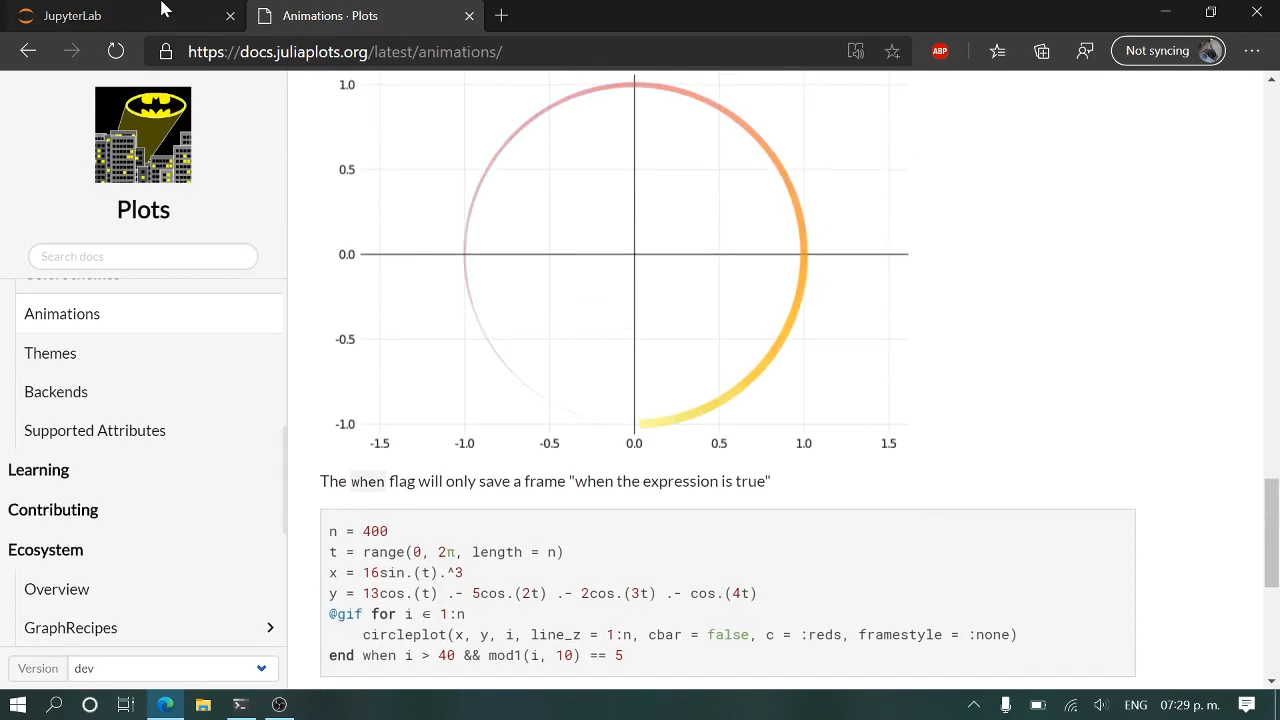 JupyterLab
Animations · Plots
https://docs.juliaplots.org/latest/animations/
ABP
Not syncing
Plots
Search docs
Animations
Themes
Backends
Supported Attributes
Learning
Contributing
Ecosystem
Overview
GraphRecipes
Version
dev
1.0
0.5
0.0
-0.5
-1.0
-1.5
-1.0
-0.5
0.0
0.5
1.0
1.5
The when flag will only save a frame "when the expression is true"
n = 400
t = range(0, 2π, length = n)
x = 16sin.(t).^3
y = 13cos.(t) .- 5cos.(2t) .- 2cos.(3t) .- cos.(4t)
@gif for i ∈ 1:n
circleplot(x, y, i, line_z = 1:n, cbar = false, c = :reds, framestyle = :none)
end when i > 40 && mod1(i, 10) == 5
ENG
07:29 p. m.